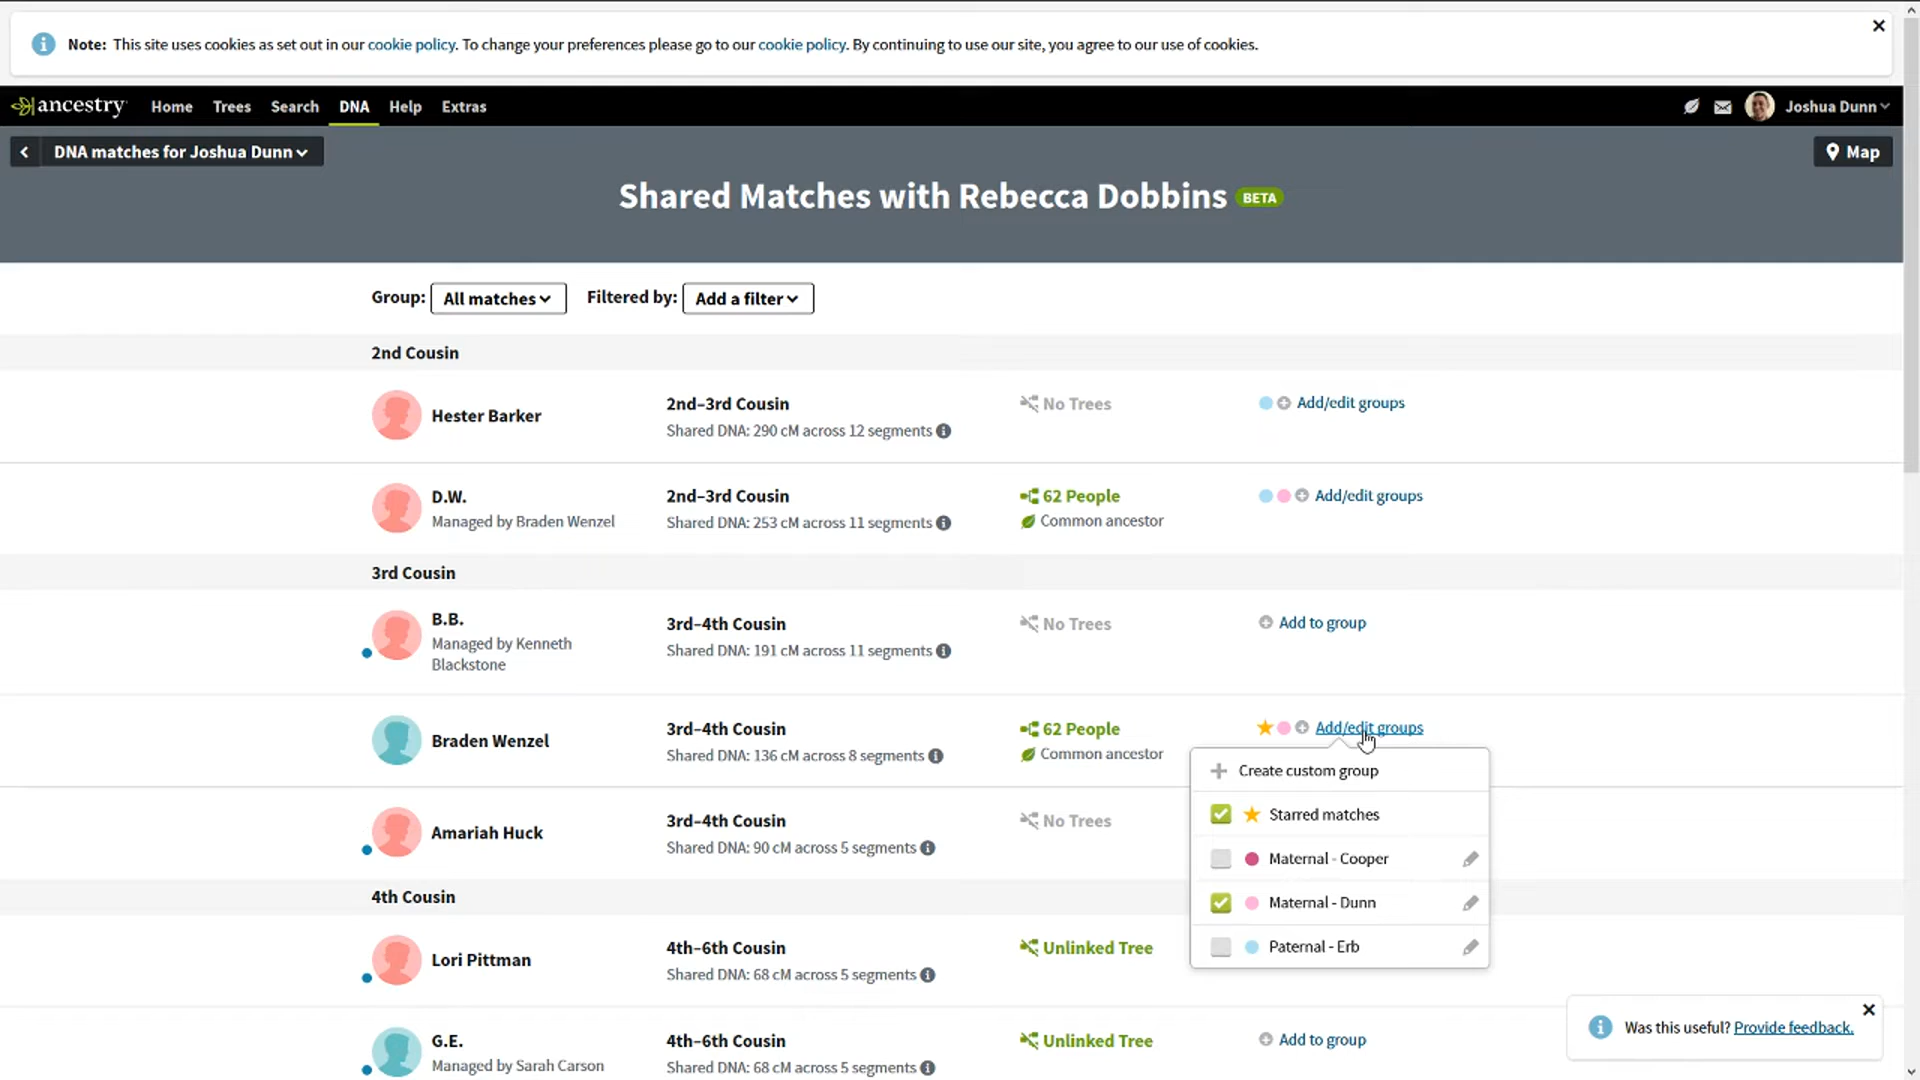 Note: This site uses cookies as set out in our cookie policy. To change your preferences please go to our cookie policy. By continuing to use our site, you agree to our use of cookies.
ancestry Home Trees Search DNA Help Extras Joshua Dunn
DNA matches for Joshua Dunn Map
Shared Matches with Rebecca Dobbins BETA
Group: All matches Filtered by: Add a filter
2nd Cousin
Hester Barker
2nd–3rd Cousin
Shared DNA: 290 cM across 12 segments
No Trees
Add/edit groups
D.W.
Managed by Braden Wenzel
2nd–3rd Cousin
Shared DNA: 253 cM across 11 segments
62 People
Common ancestor
Add/edit groups
3rd Cousin
B.B.
Managed by Kenneth
Blackstone
3rd–4th Cousin
Shared DNA: 191 cM across 11 segments
No Trees
Add to group
Braden Wenzel
3rd–4th Cousin
Shared DNA: 136 cM across 8 segments
62 People
Common ancestor
Add/edit groups
Create custom group
Starred matches
Maternal - Cooper
Maternal - Dunn
Paternal - Erb
Amariah Huck
3rd–4th Cousin
Shared DNA: 90 cM across 5 segments
No Trees
4th Cousin
Lori Pittman
4th–6th Cousin
Shared DNA: 68 cM across 5 segments
Unlinked Tree
G.E.
Managed by Sarah Carson
4th–6th Cousin
Shared DNA: 68 cM across 5 segments
Unlinked Tree
Add to group
Was this useful? Provide feedback.